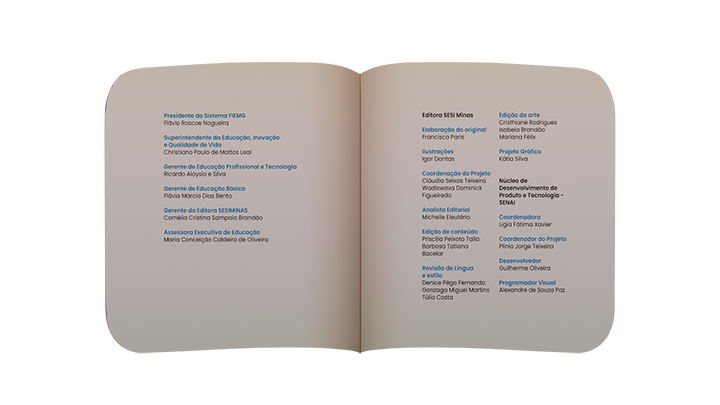 Presidente do Sistema FIEMG
Flávio Roscoe Nogueira
Superintendente da Educação, Inovação
e Qualidade de Vida
Christiano Paulo de Mattos Leal
Gerente de Educação Profissional e Tecnologia
Ricardo Aloysio e Silva
Gerente de Educação Básica
Flávia Márcia Dias Bento
Gerente da Editora SESIMINAS
Cornélia Cristina Sampaio Brandão
Assessora Executiva de Educação
Maria Conceição Caldeira de Oliveira
Editora SESI Minas
Elaboração do original
Francisca Paris
Ilustrações
Igor Dantas
Coordenação do Projeto
Cláudia Seixas Teixeira
Wadiswava Dominick
Figueiredo
Analista Editorial
Michelle Eleutério
Edição de conteúdo
Priscilla Peixoto Talla
Barbosa Tatiana
Bacelar
Revisão de Língua
e estilo
Denice Pêgo Fernanda
Gonzaga Miguel Martins
Túlio Costa
Edição de arte
Cristhiane Rodrigues
Isabela Brandão
Mariana Félix
Projeto Gráfico
Kátia Silva
Núcleo de
Desenvolvimento de
Produto e Tecnologia -
SENAI
Coordenadora
Lígia Fátima Xavier
Coordenador do Projeto
Plínio Jorge Teixeira
Desenvolvedor
Guilherme Oliveira
Programador Visual
Alexandre de Souza Paz